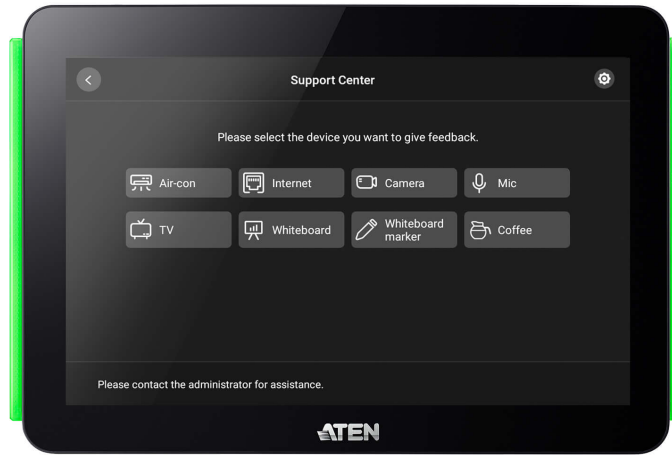 Support Center
Please select the device you want to give feedback.
Air-con
Internet
Camera
Mic
TV
Whiteboard
Whiteboard
marker
Coffee
Please contact the administrator for assistance.
ATEN